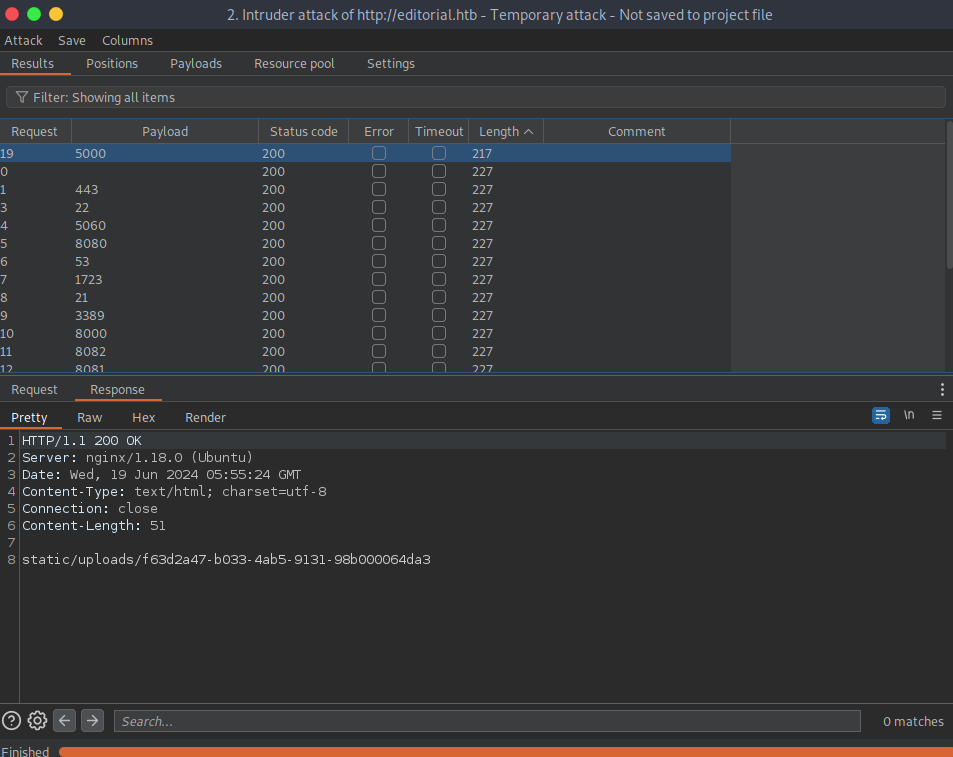 2. Intruder attack of http://editorial.htb - Temporary attack - Not saved to project file
Attack Save Columns
Results Positions Payloads Resource pool Settings
Filter: Showing all items
Request Payload Status code Error Timeout Length Comment
19 5000 200 217
0 200 227
1 443 200 227
3 22 200 227
4 5060 200 227
5 8080 200 227
6 53 200 227
7 1723 200 227
8 21 200 227
9 3389 200 227
10 8000 200 227
11 8082 200 227
12 8081 200 227
Request Response
Pretty Raw Hex Render \n
1 HTTP/1.1 200 OK
2 Server: nginx/1.18.0 (Ubuntu)
3 Date: Wed, 19 Jun 2024 05:55:24 GMT
4 Content-Type: text/html; charset=utf-8
5 Connection: close
6 Content-Length: 51
7
8 static/uploads/f63d2a47-b033-4ab5-9131-98b000064da3
? Search... 0 matches
Finished